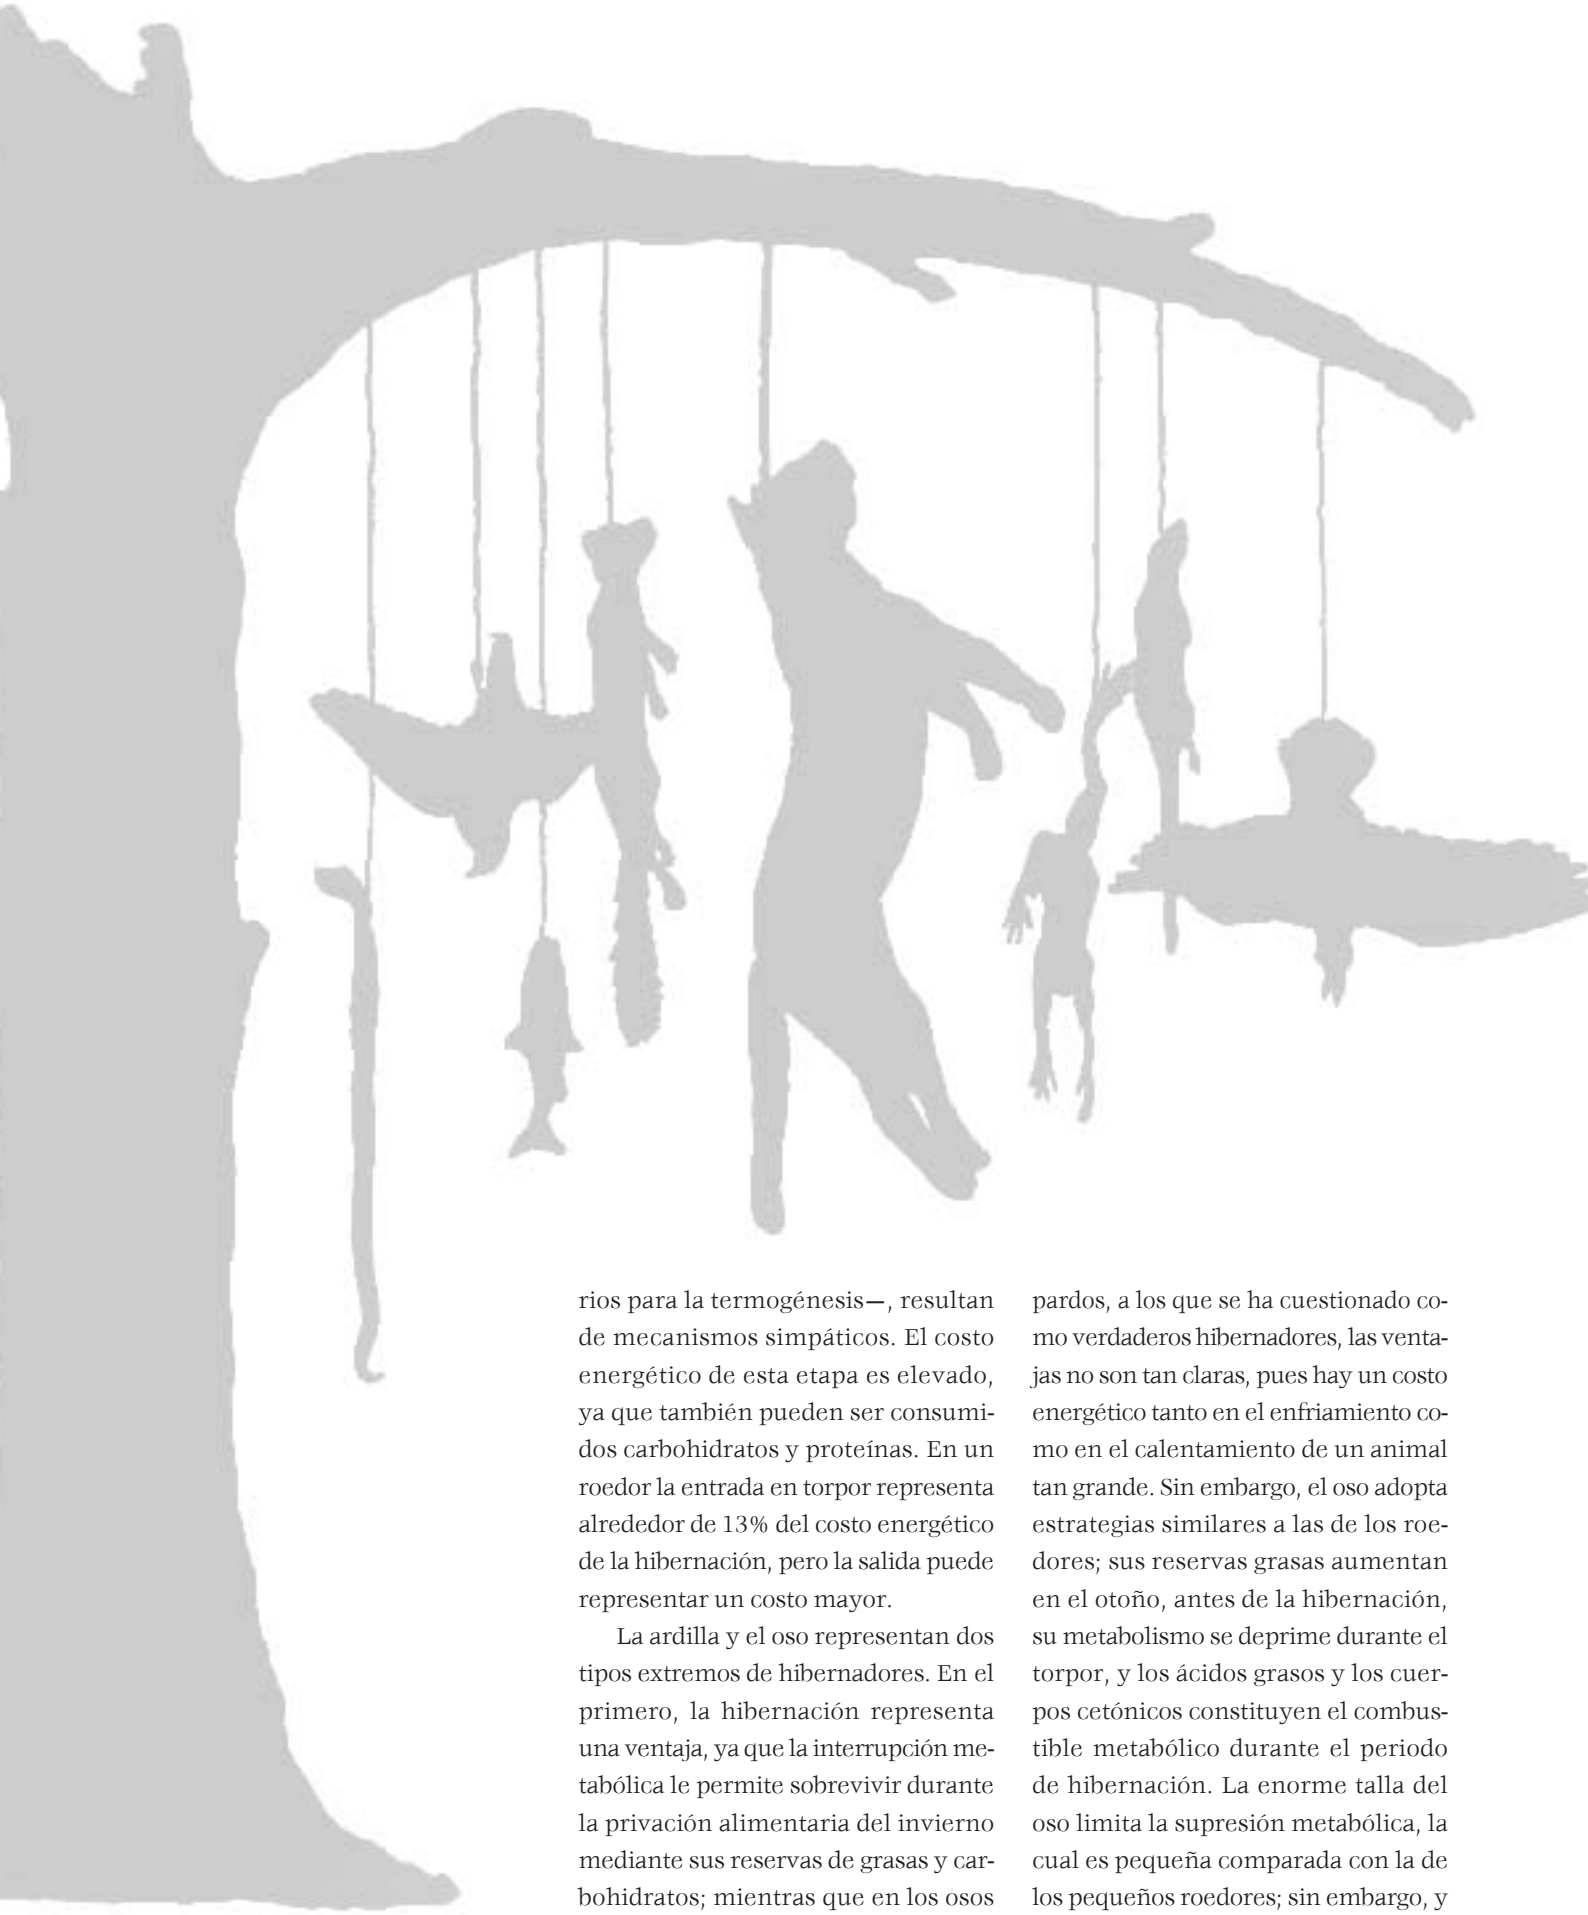 rios para la termogénesis—, resultan
de mecanismos simpáticos. El costo
energético de esta etapa es elevado,
ya que también pueden ser consumi-
dos carbohidratos y proteínas. En un
roedor la entrada en torpor representa
alrededor de 13% del costo energético
de la hibernación, pero la salida puede
representar un costo mayor.
La ardilla y el oso representan dos
tipos extremos de hibernadores. En el
primero, la hibernación representa
una ventaja, ya que la interrupción me-
tabólica le permite sobrevivir durante
la privación alimentaria del invierno
mediante sus reservas de grasas y car-
bohidratos; mientras que en los osos
pardos, a los que se ha cuestionado co-
mo verdaderos hibernadores, las venta-
jas no son tan claras, pues hay un costo
energético tanto en el enfriamiento co-
mo en el calentamiento de un animal
tan grande. Sin embargo, el oso adopta
estrategias similares a las de los roe-
dores; sus reservas grasas aumentan
en el otoño, antes de la hibernación,
su metabolismo se deprime durante el
torpor, y los ácidos grasos y los cuer-
pos cetónicos constituyen el combus-
tible metabólico durante el periodo
de hibernación. La enorme talla del
oso limita la supresión metabólica, la
cual es pequeña comparada con la de
los pequeños roedores; sin embargo, y